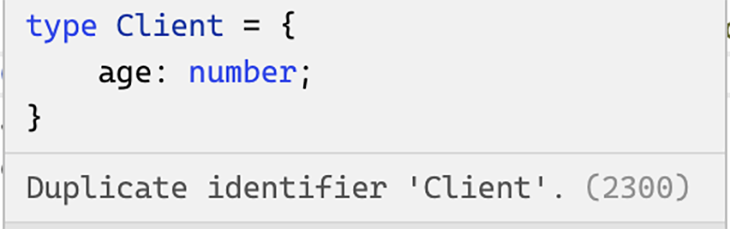 type Client = {
    age: number;
}
Duplicate identifier 'Client'. (2300)